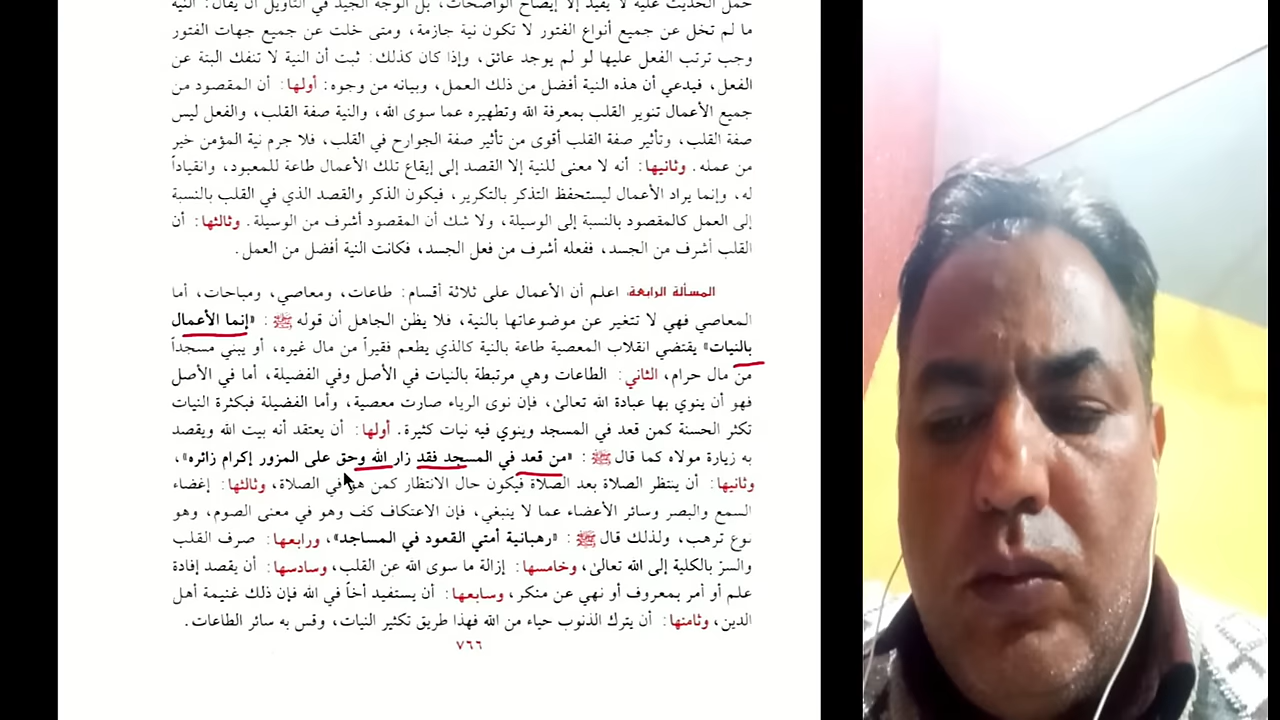 حمل الحديث عليه لا يفيد إلا إيضاح الواضحات، بل الوجه الجيد في التأويل أن يقال: النية
ما لم تخل عن جميع أنواع الفتور لا تكون نية جازمة، ومتى خلت عن جميع جهات الفتور
وجب ترتب الفعل عليها لو لم يوجد عائق، وإذا كان كذلك: ثبت أن النية لا تنفك البتة عن
الفعل، فيدعي أن هذه النية أفضل من ذلك العمل، وبيانه من وجوه: أولها: أن المقصود من
جميع الأعمال تنوير القلب بمعرفة الله وتطهيره عما سوى الله، والنية صفة القلب، والفعل ليس
صفة القلب، وتأثير صفة القلب أقوى من تأثير صفة الجوارح في القلب، فلا جرم نية المؤمن خير
من عمله. وثانيها: أنه لا معنى للنية إلا القصد إلى إيقاع تلك الأعمال طاعة للمعبود، وانقياداً
له، وإنما يراد الأعمال ليستحفظ التذكر بالتكرير، فيكون الذكر والقصد الذي في القلب بالنسبة
إلى العمل كالمقصود بالنسبة إلى الوسيلة، ولا شك أن المقصود أشرف من الوسيلة. وثالثها: أن
القلب أشرف من الجسد، ففعله أشرف من فعل الجسد، فكانت النية أفضل من العمل.
المسألة الرابعة: اعلم أن الأعمال على ثلاثة أقسام: طاعات، ومعاصي، ومباحات، أما
المعاصي فهي لا تتغير عن موضوعاتها بالنية، فلا يظن الجاهل أن قوله ﷺ: «إنما الأعمال
بالنيات» يقتضي انقلاب المعصية طاعة بالنية كالذي يطعم فقيراً من مال غيره، أو يبني مسجداً
من مال حرام، الثاني: الطاعات وهي مرتبطة بالنيات في الأصل وفي الفضيلة، أما في الأصل
فهو أن ينوي بها عبادة الله تعالى، فإن نوى الرياء صارت معصية، وأما الفضيلة فبكثرة النيات
تكثر الحسنة كمن قعد في المسجد وينوي فيه نيات كثيرة. أولها: أن يعتقد أنه بيت الله ويقصد
به زيارة مولاه كما قال ﷺ: «من قعد في المسجد فقد زار الله وحق على المزور إكرام زائره»،
وثانيها: أن ينتظر الصلاة بعد الصلاة فيكون حال الانتظار كمن هو في الصلاة، وثالثها: إغضاء
السمع والبصر وسائر الأعضاء عما لا ينبغي، فإن الاعتكاف كف وهو في معنى الصوم، وهو
نوع ترهب، ولذلك قال ﷺ: «رهبانية أمتي القعود في المساجد»، ورابعها: صرف القلب
والسرّ بالكلية إلى الله تعالى، وخامسها: إزالة ما سوى الله عن القلب، وسادسها: أن يقصد إفادة
علم أو أمر بمعروف أو نهي عن منكر، وسابعها: أن يستفيد أخاً في الله فإن ذلك غنيمة أهل
الدين، وثامنها: أن يترك الذنوب حياء من الله فهذا طريق تكثير النيات، وقس به سائر الطاعات.
٧٦٦